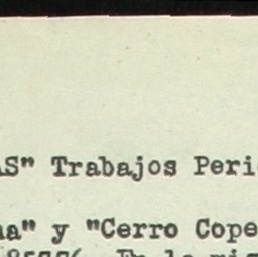 AS" Trabajos Peri
na" y "Cerro Cope